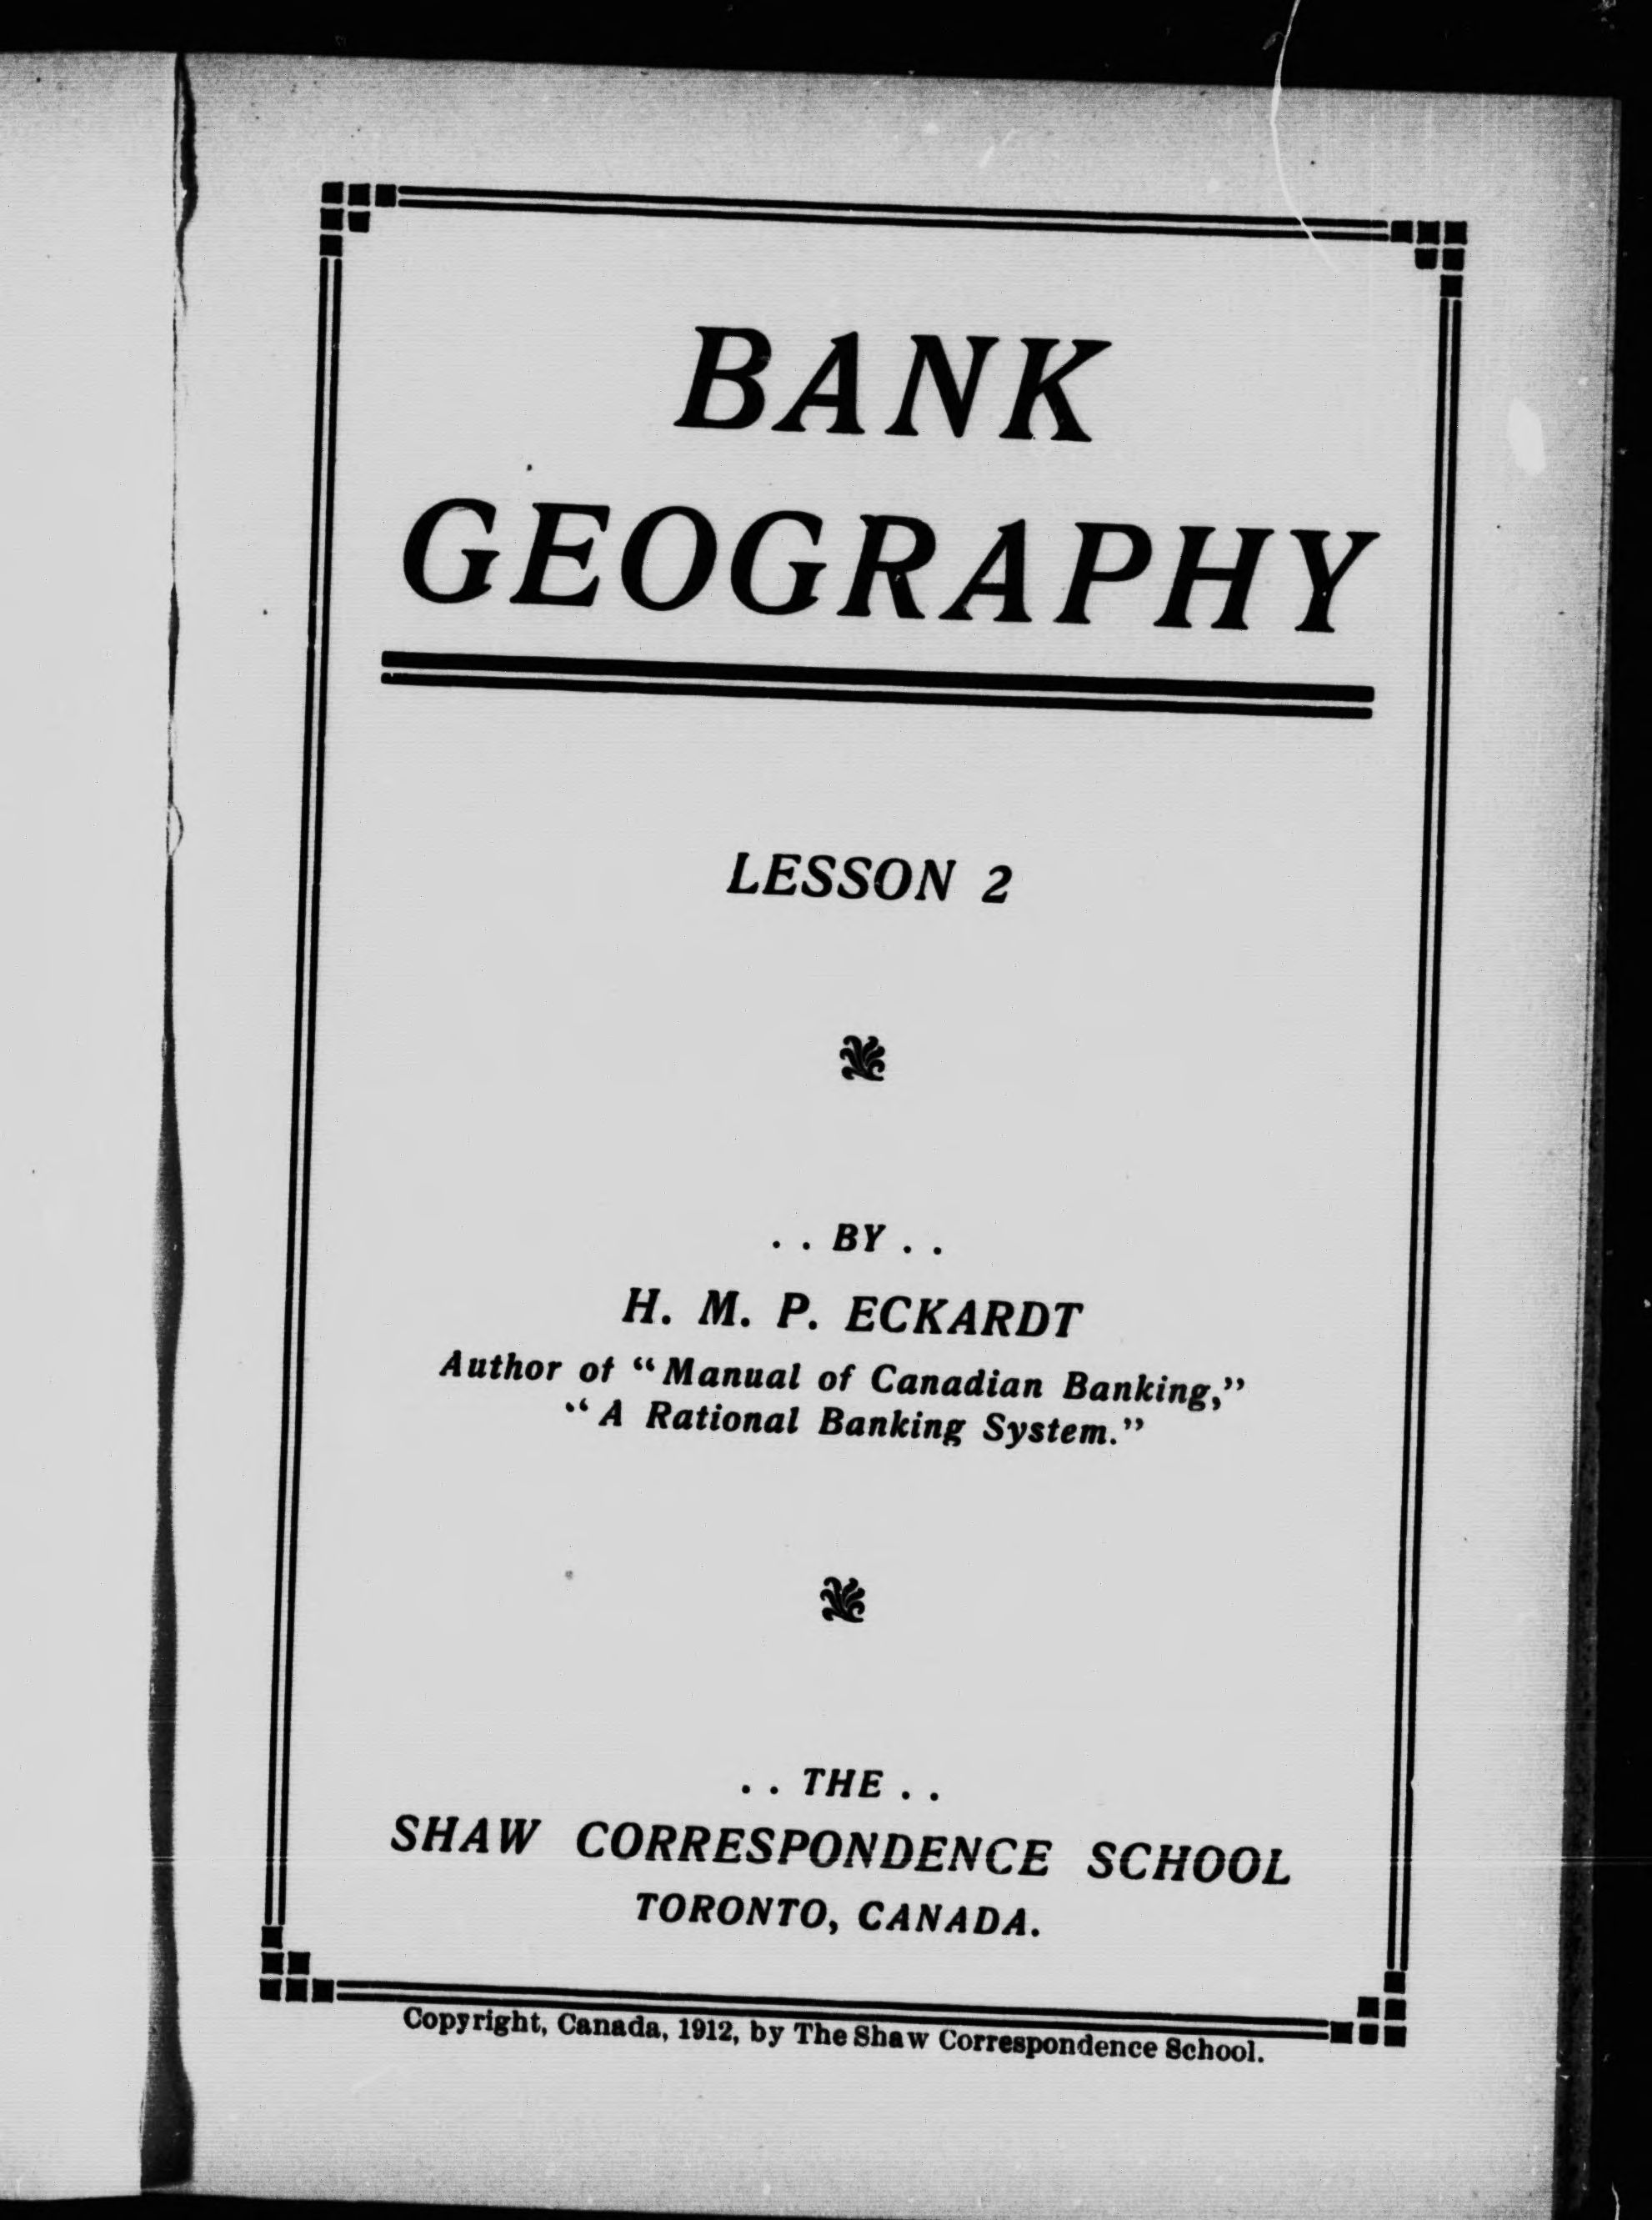 BANK
GEOGRAPHY
LESSON 2
. . BY . .
H. M. P. ECKARDT
Author of “Manual of Canadian Banking,”
“A Rational Banking System.”
. . THE . .
SHAW CORRESPONDENCE SCHOOL
TORONTO, CANADA.
Copyright, Canada, 1912, by The Shaw Correspondence School.